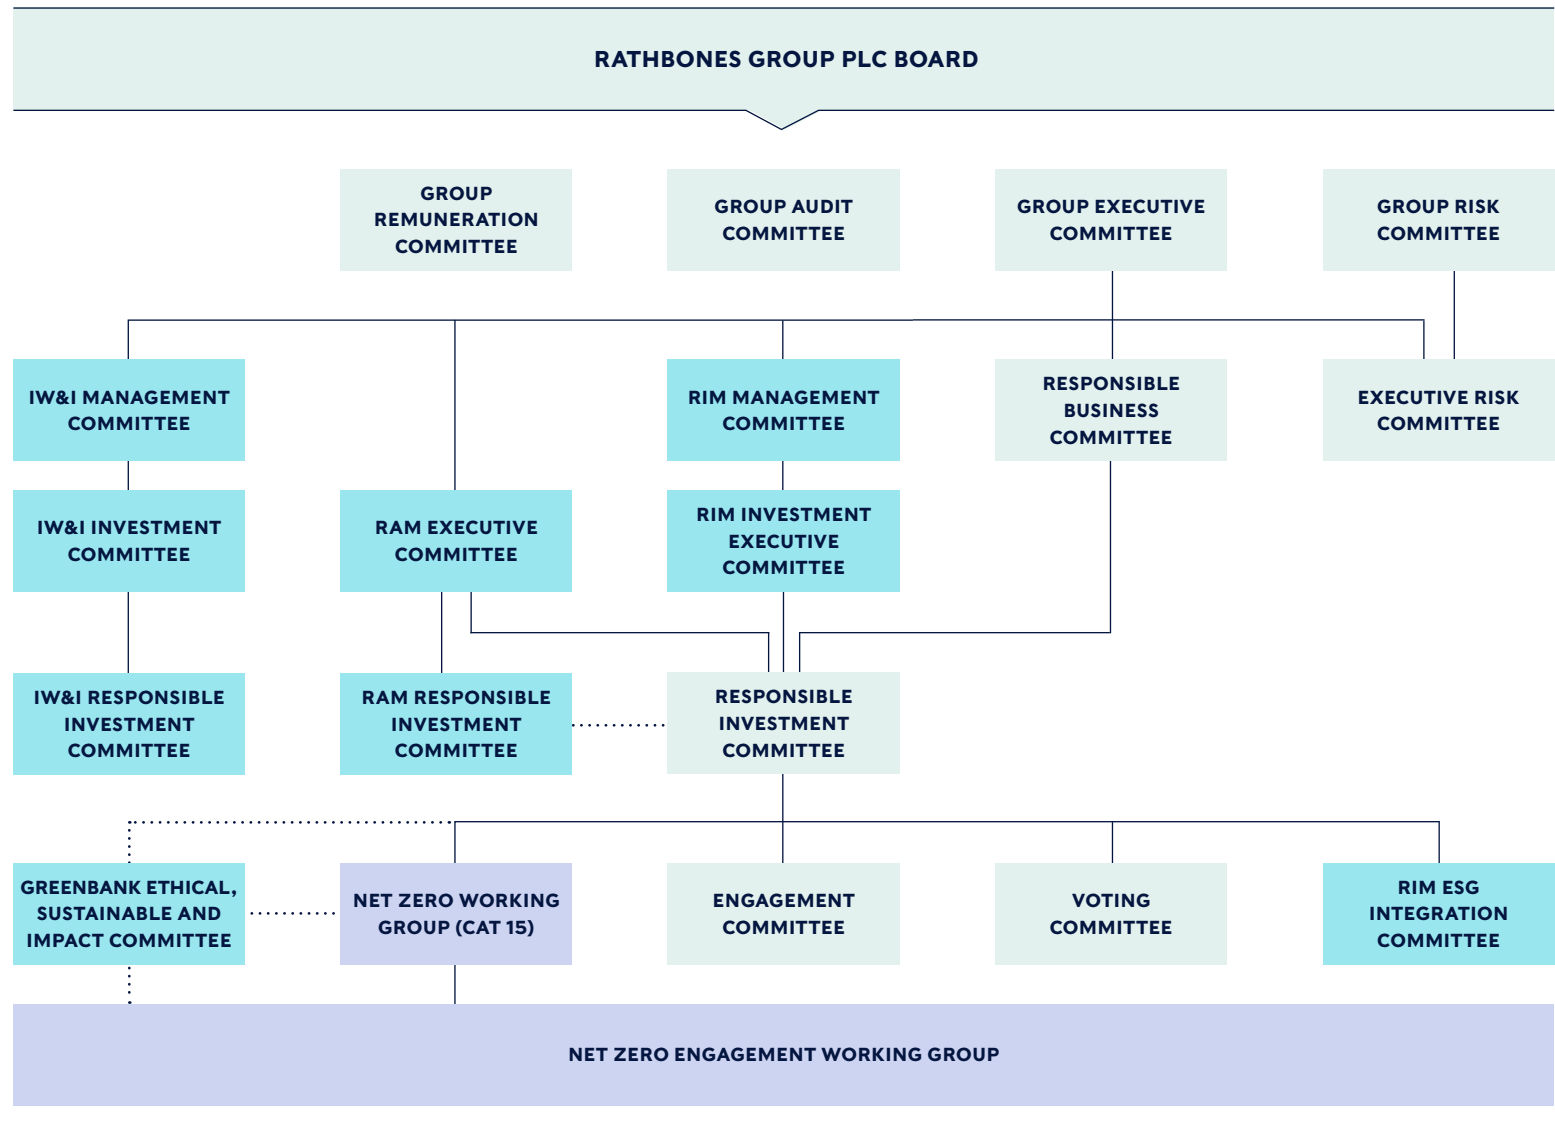 RATHBONES GROUP PLC BOARD
GROUP
REMUNERATION
COMMITTEE
GROUP AUDIT
COMMITTEE
GROUP EXECUTIVE
COMMITTEE
GROUP RISK
COMMITTEE
IW&I MANAGEMENT
COMMITTEE
RIM MANAGEMENT
COMMITTEE
RESPONSIBLE
BUSINESS
COMMITTEE
EXECUTIVE RISK
COMMITTEE
IW&I INVESTMENT
COMMITTEE
RAM EXECUTIVE
COMMITTEE
RIM INVESTMENT
EXECUTIVE
COMMITTEE
IW&I RESPONSIBLE
INVESTMENT
COMMITTEE
RAM RESPONSIBLE
INVESTMENT
COMMITTEE
RESPONSIBLE
INVESTMENT
COMMITTEE
GREENBANK ETHICAL,
SUSTAINABLE AND
IMPACT COMMITTEE
NET ZERO WORKING
GROUP (CAT 15)
ENGAGEMENT
COMMITTEE
VOTING
COMMITTEE
RIM ESG
INTEGRATION
COMMITTEE
NET ZERO ENGAGEMENT WORKING GROUP